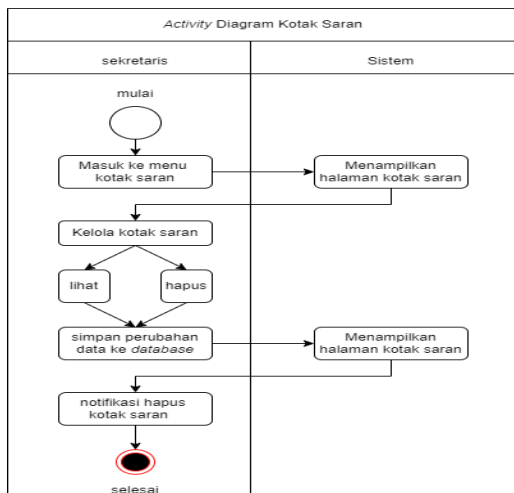 Activity Diagram Kotak Saran
sekretaris
Sistem
mulai
Masuk ke menu
kotak saran
Menampilkan
halaman kotak saran
Kelola kotak saran
lihat
hapus
simpan perubahan
data ke database
Menampilkan
halaman kotak saran
notifikasi hapus
kotak saran
selesai